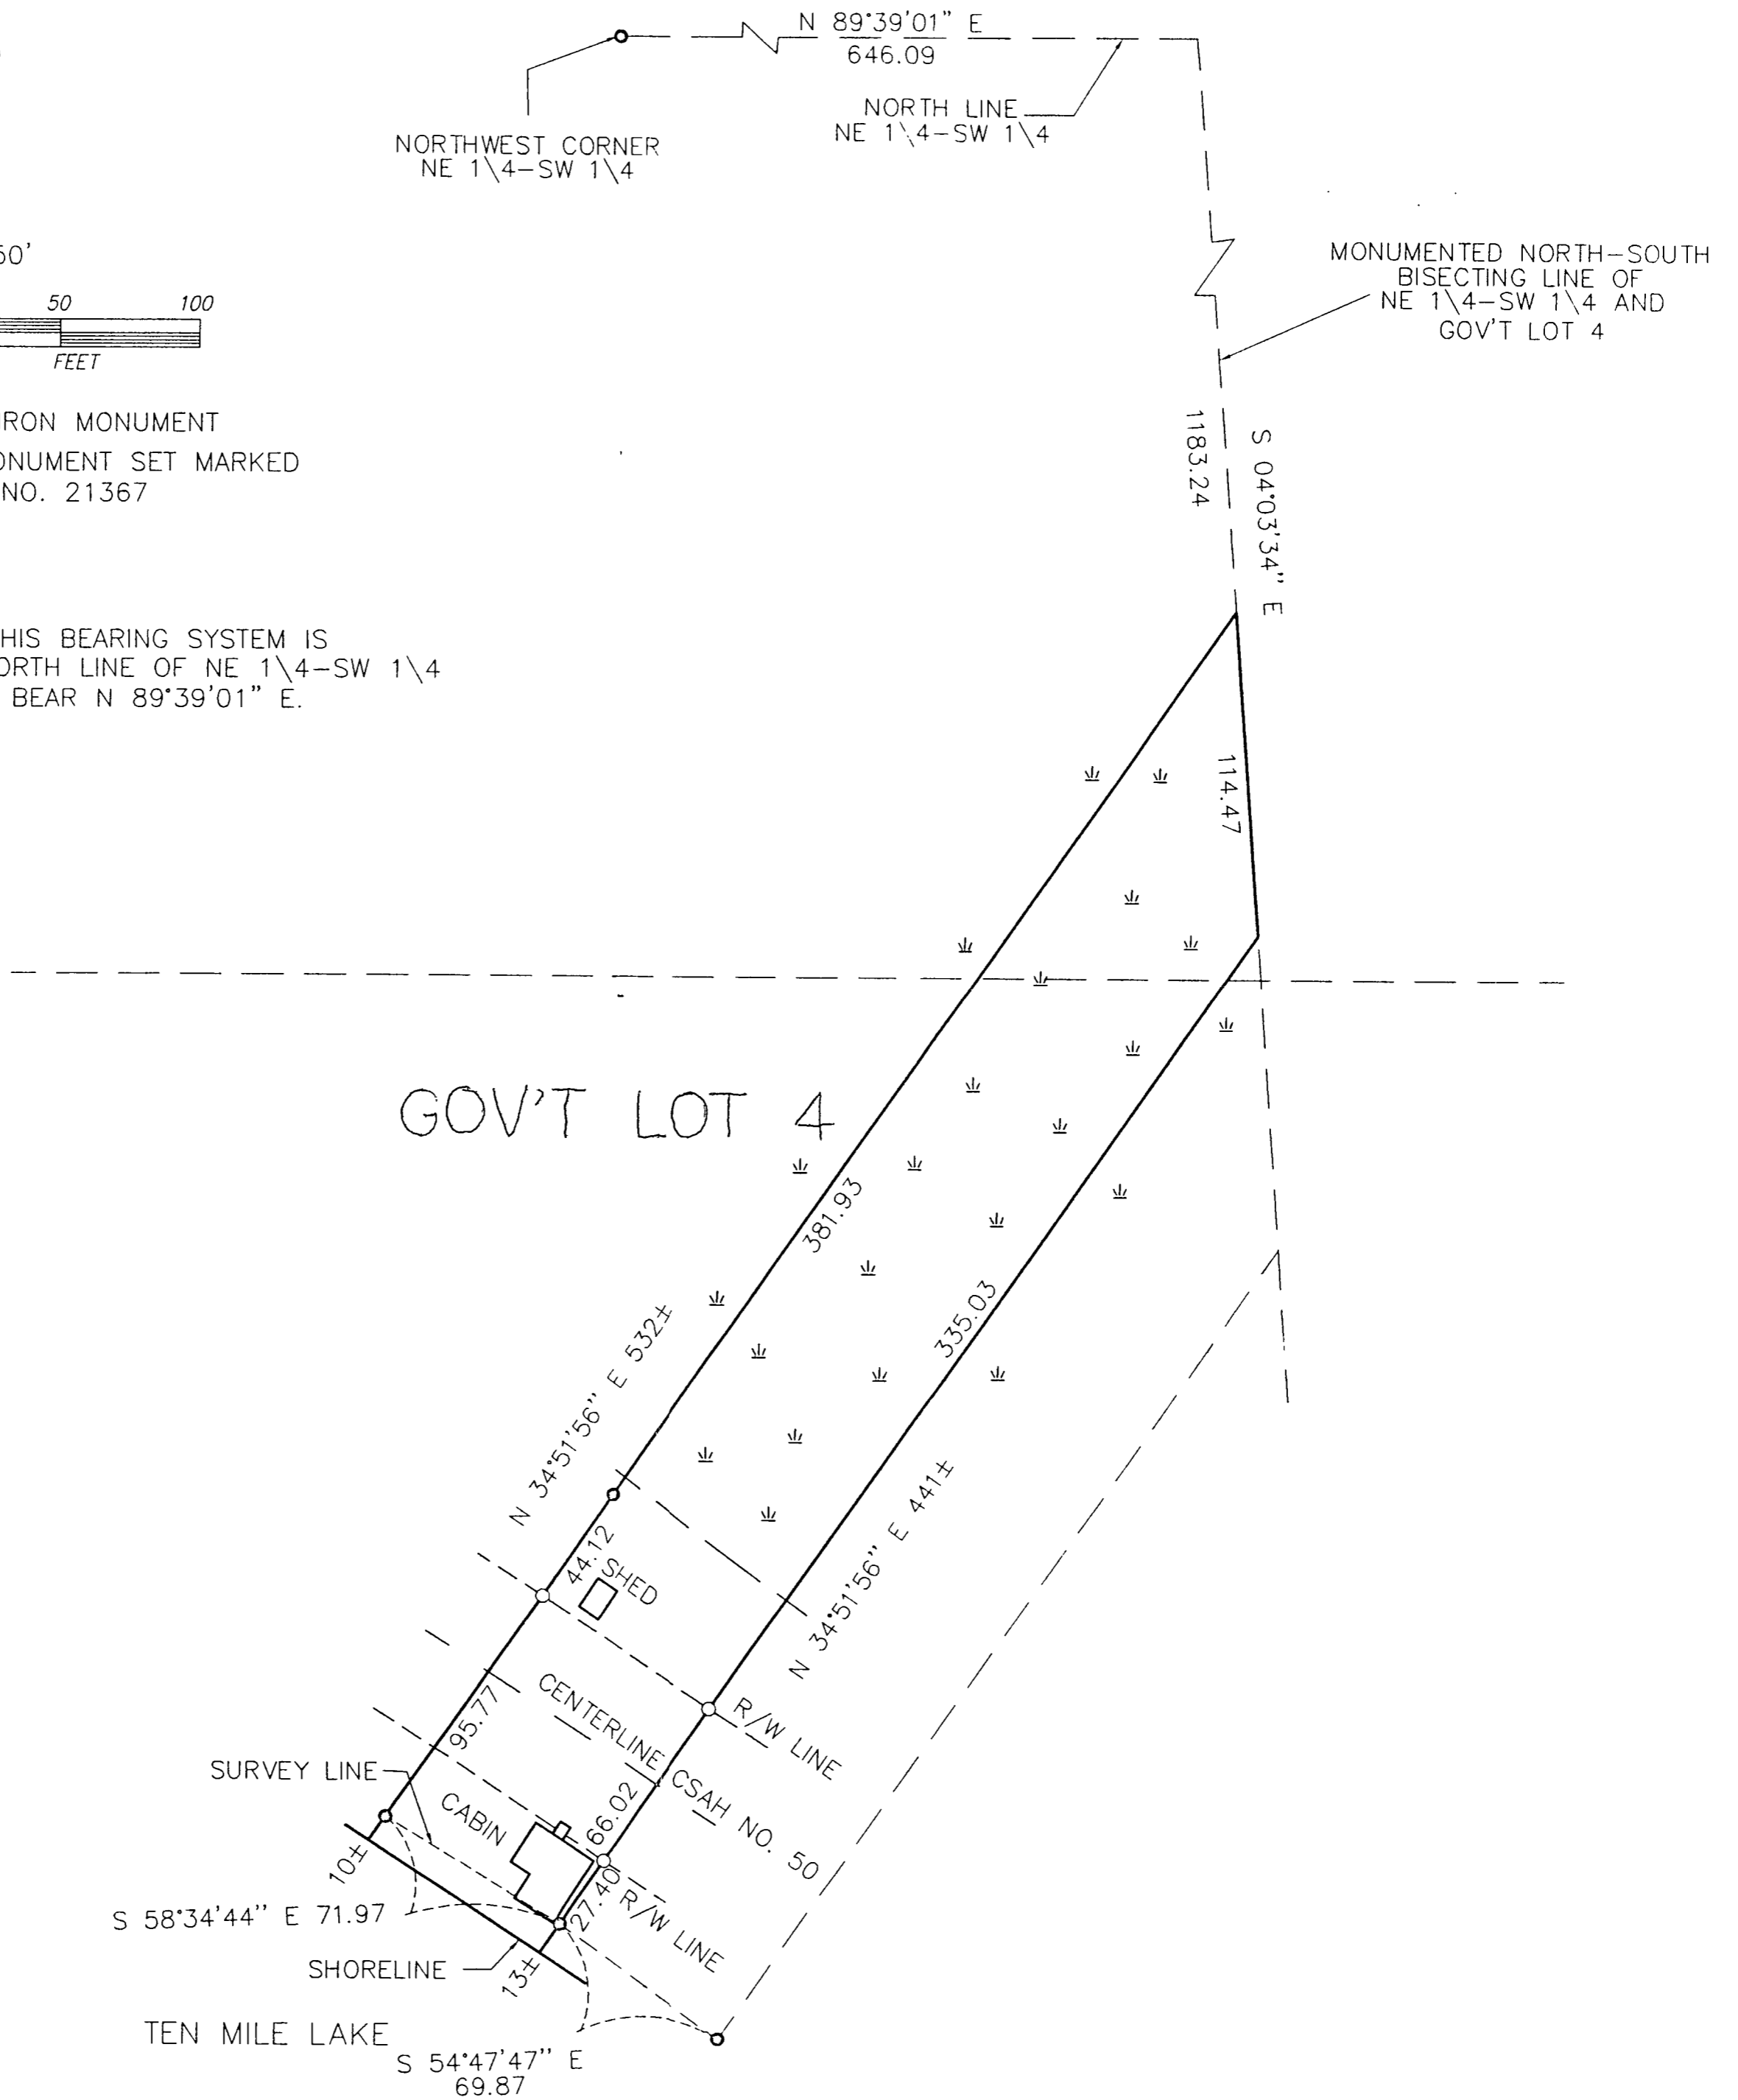 N 89°39'01" E
646.09
NORTHWEST CORNER
NE 1\4-SW 1\4
NORTH LINE
NE 1\4-SW 1\4
MONUMENTED NORTH-SOUTH
BISECTING LINE OF
NE 1\4-SW 1\4 AND
GOV'T LOT 4
50 100
FEET
MONUMENT
SET MARKED
NO. 21367
1183.24
S 04°03'34" E
BEARING SYSTEM IS
LINE OF NE 1\4-SW 1\4
BEAR N 89°39'01" E.
114.47
GOV'T LOT 4
381.93
335.03
N 34°51'56" E 532±
N 34°51'56" E 441±
44.12
SHED
95.77
CENTERLINE CSAH NO. 50
R/W LINE
SURVEY LINE
CABIN
66.02
10±
27.40
R/W LINE
S 58°34'44" E 71.97
SHORELINE
13±
TEN MILE LAKE
S 54°47'47" E
69.87